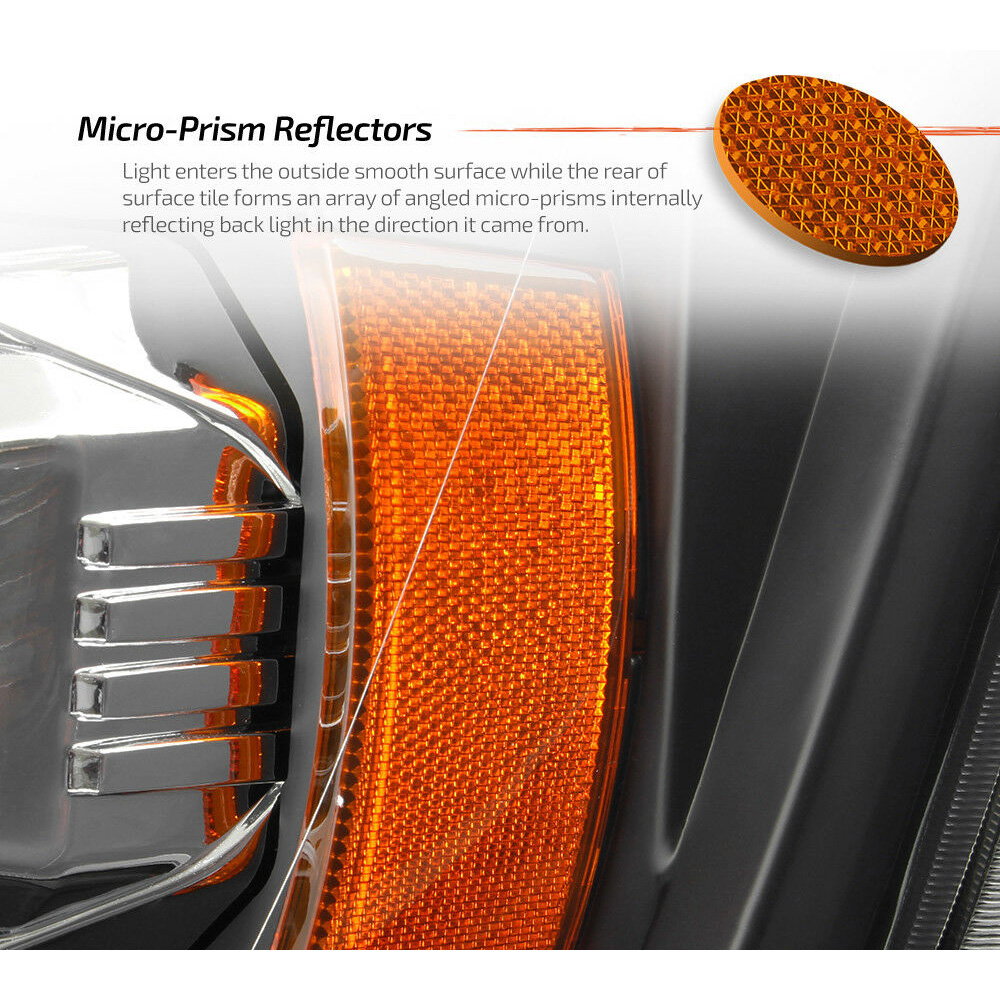 Micro-Prism Reflectors
Light enters the outside smooth surface while the rear of
surface tile forms an array of angled micro-prisms internally
reflecting back light in the direction it came from.